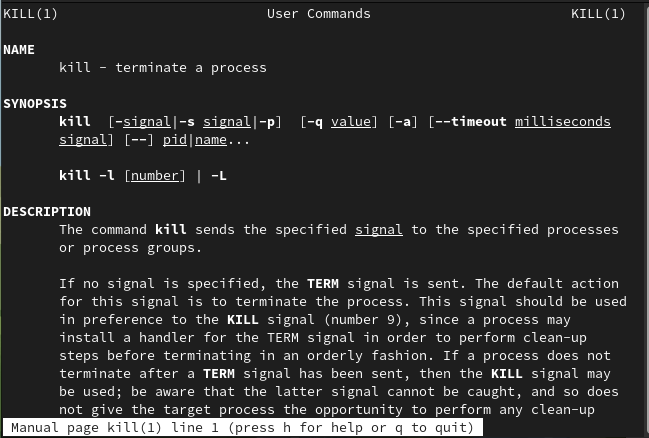 KILL(1) User Commands KILL(1)
NAME
kill - terminate a process
SYNOPSIS
kill [-signal|-s signal|-p] [-q value] [-a] [--timeout milliseconds
signal] [--] pid|name...
kill -l [number] | -L
DESCRIPTION
The command kill sends the specified signal to the specified processes
or process groups.
If no signal is specified, the TERM signal is sent. The default action
for this signal is to terminate the process. This signal should be used
in preference to the KILL signal (number 9), since a process may
install a handler for the TERM signal in order to perform clean-up
steps before terminating in an orderly fashion. If a process does not
terminate after a TERM signal has been sent, then the KILL signal may
be used; be aware that the latter signal cannot be caught, and so does
not give the target process the opportunity to perform any clean-up
Manual page kill(1) line 1 (press h for help or q to quit)